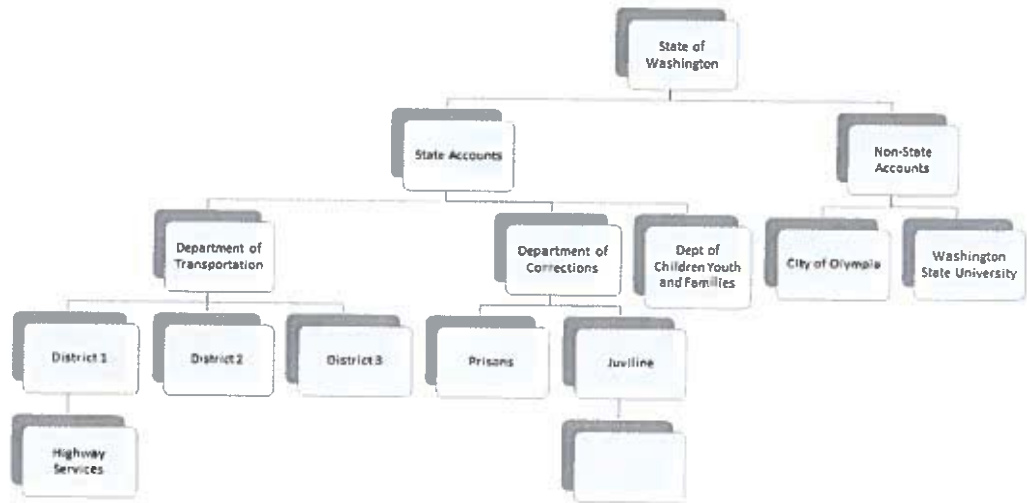 State of
Washington
State Accounts
Non-State
Accounts
Department of
Transportation
Department of
Corrections
Dept of
Children Youth
and Families
City of Olympia
Washington
State University
District 1
District 2
District 3
Prisons
Juviline
Highway
Services